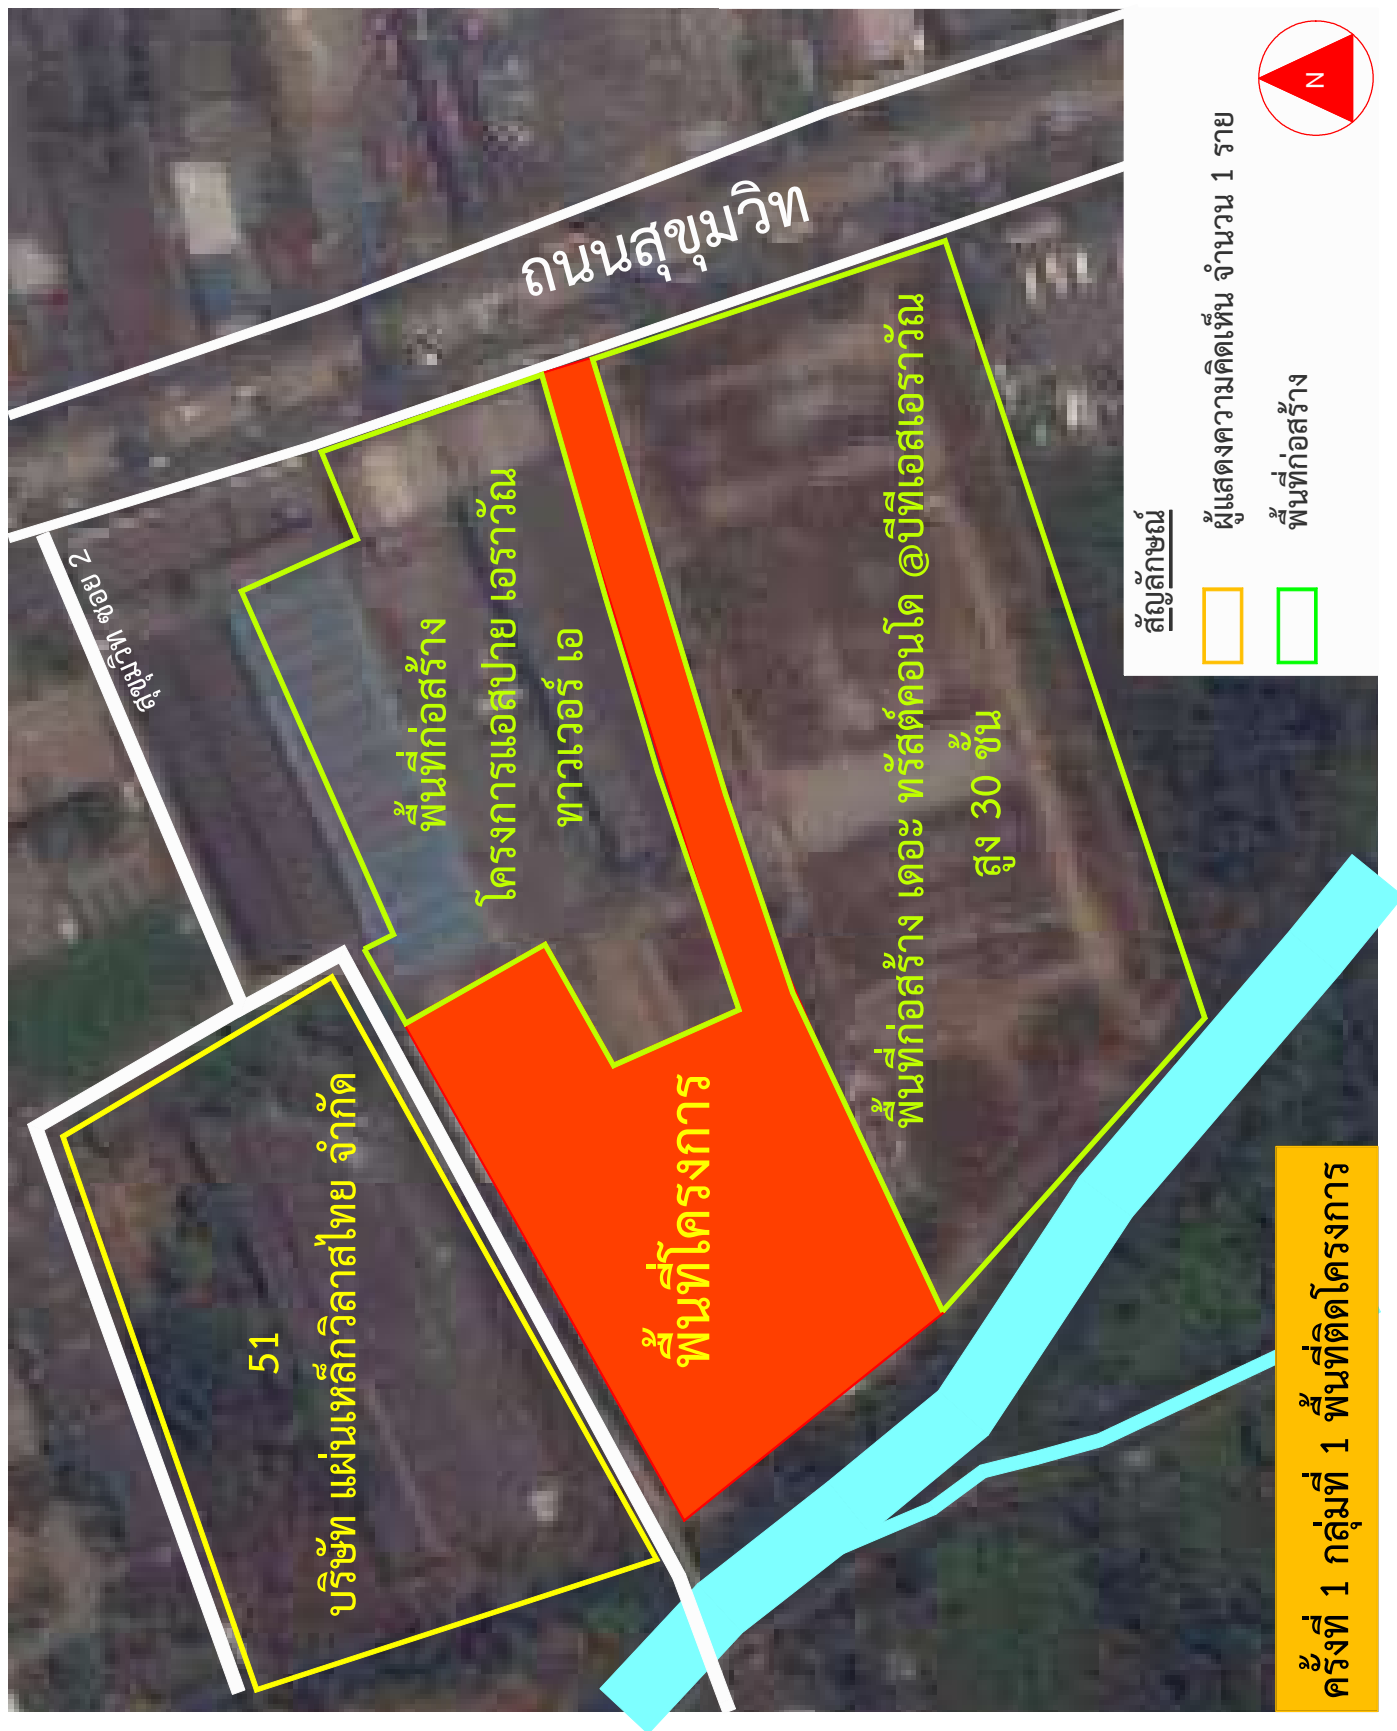 ถนนสุขุมวิท
สุขุมวิท ซอย 2
พื้นที่ก่อสร้าง
โครงการแอสปาย เอราวัณ
ทาวเวอร์ เอ
พื้นที่ก่อสร้าง เดอะ ทรัสต์คอนโด @บีทีเอสเอราวัณ
สูง 30 ชั้น
พื้นที่โครงการ
51
บริษัท แผ่นเหล็กวิลาสไทย จำกัด
N
สัญลักษณ์
ผู้แสดงความคิดเห็น จำนวน 1 ราย
พื้นที่ก่อสร้าง
ครั้งที่ 1 กลุ่มที่ 1 พื้นที่ติดโครงการ